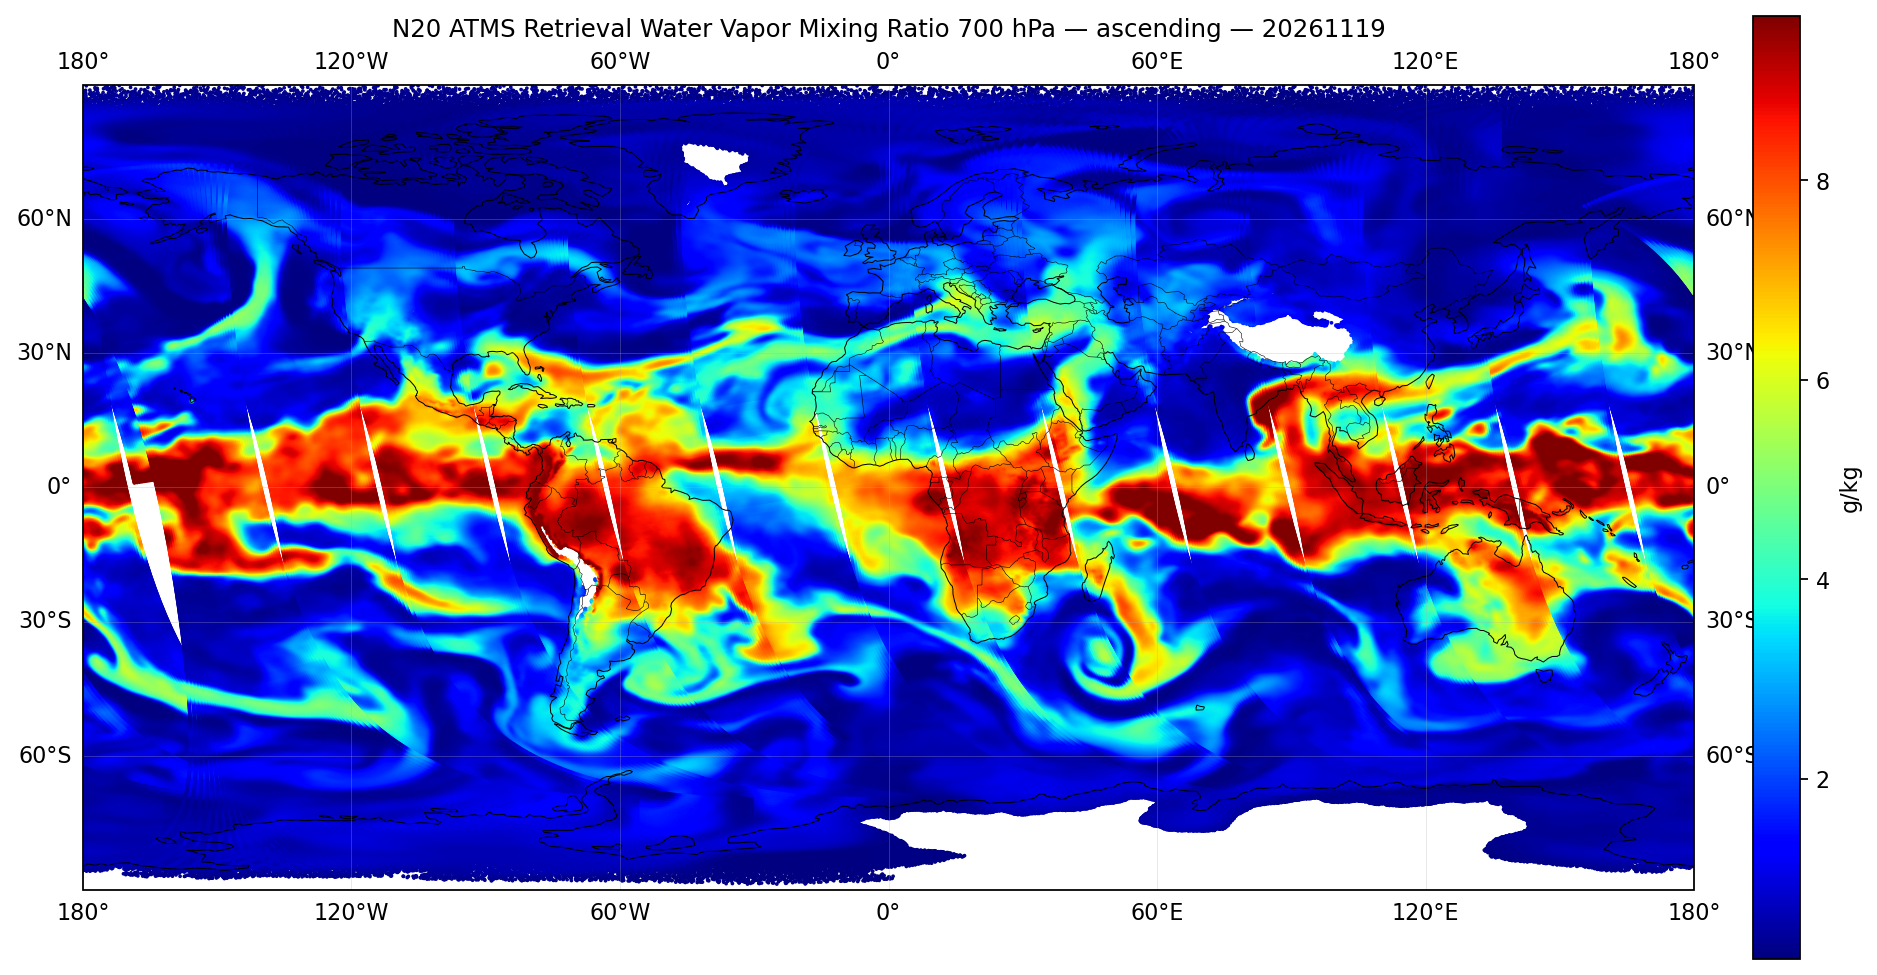 N20 ATMS Retrieval Water Vapor Mixing Ratio 700 hPa — ascending — 20261119
180° 120°W 60°W 0° 60°E 120°E 180°
60°N 60°N
30°N 30°N
0° 0°
30°S 30°S
60°S 60°S
180° 120°W 60°W 0° 60°E 120°E 180°
8
6
4
2
g/kg